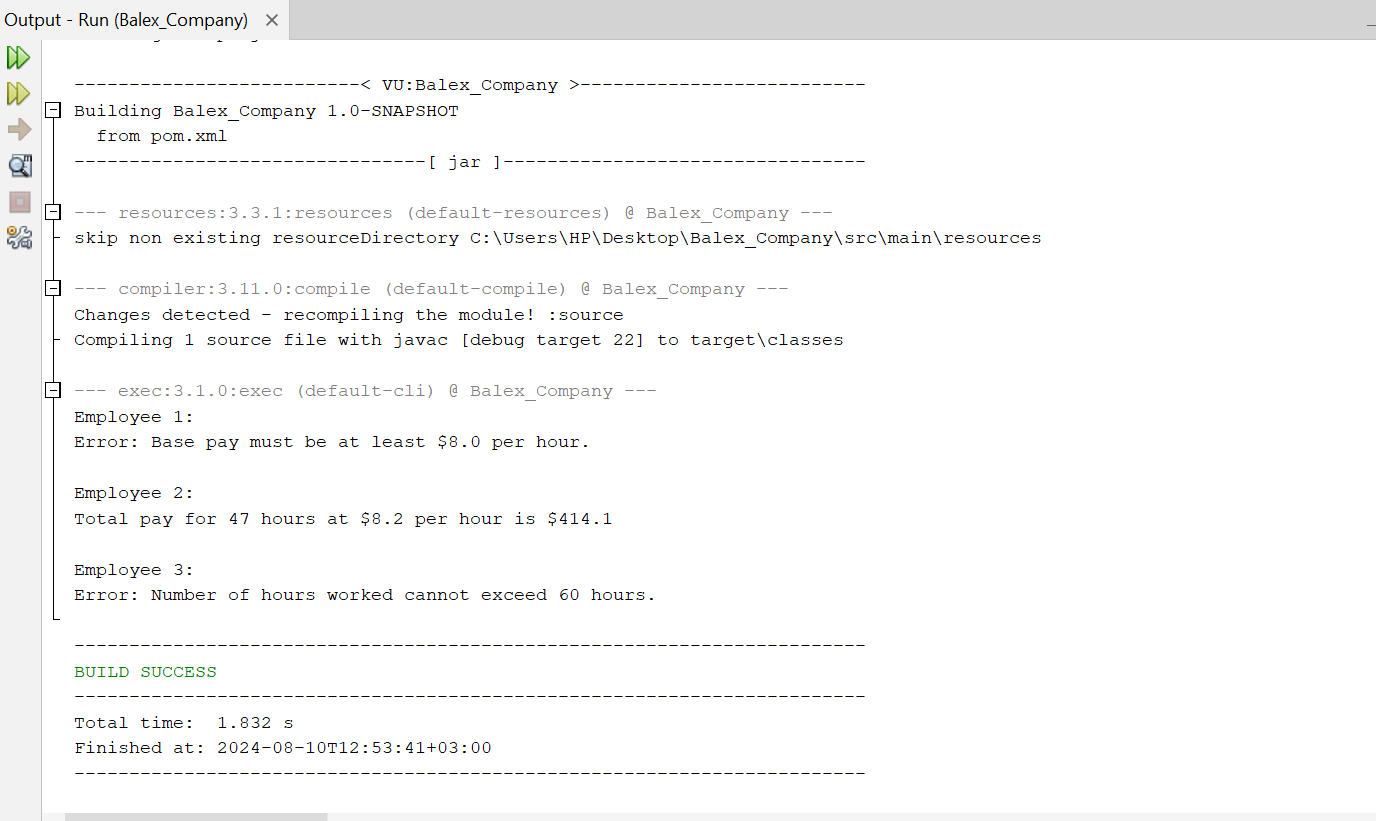 Output - Run (Balex_Company)
--------------------------< VU:Balex_Company >--------------------------
Building Balex_Company 1.0-SNAPSHOT
from pom.xml
--------------------------------[ jar ]---------------------------------
--- resources:3.3.1:resources (default-resources) @ Balex_Company ---
skip non existing resourceDirectory C:\Users\HP\Desktop\Balex_Company\src\main\resources
--- compiler:3.11.0:compile (default-compile) @ Balex_Company ---
Changes detected - recompiling the module! :source
Compiling 1 source file with javac [debug target 22] to target\classes
--- exec:3.1.0:exec (default-cli) @ Balex_Company ---
Employee 1:
Error: Base pay must be at least $8.0 per hour.
Employee 2:
Total pay for 47 hours at $8.2 per hour is $414.1
Employee 3:
Error: Number of hours worked cannot exceed 60 hours.
------------------------------------------------------------------------
BUILD SUCCESS
------------------------------------------------------------------------
Total time:  1.832 s
Finished at: 2024-08-10T12:53:41+03:00
------------------------------------------------------------------------